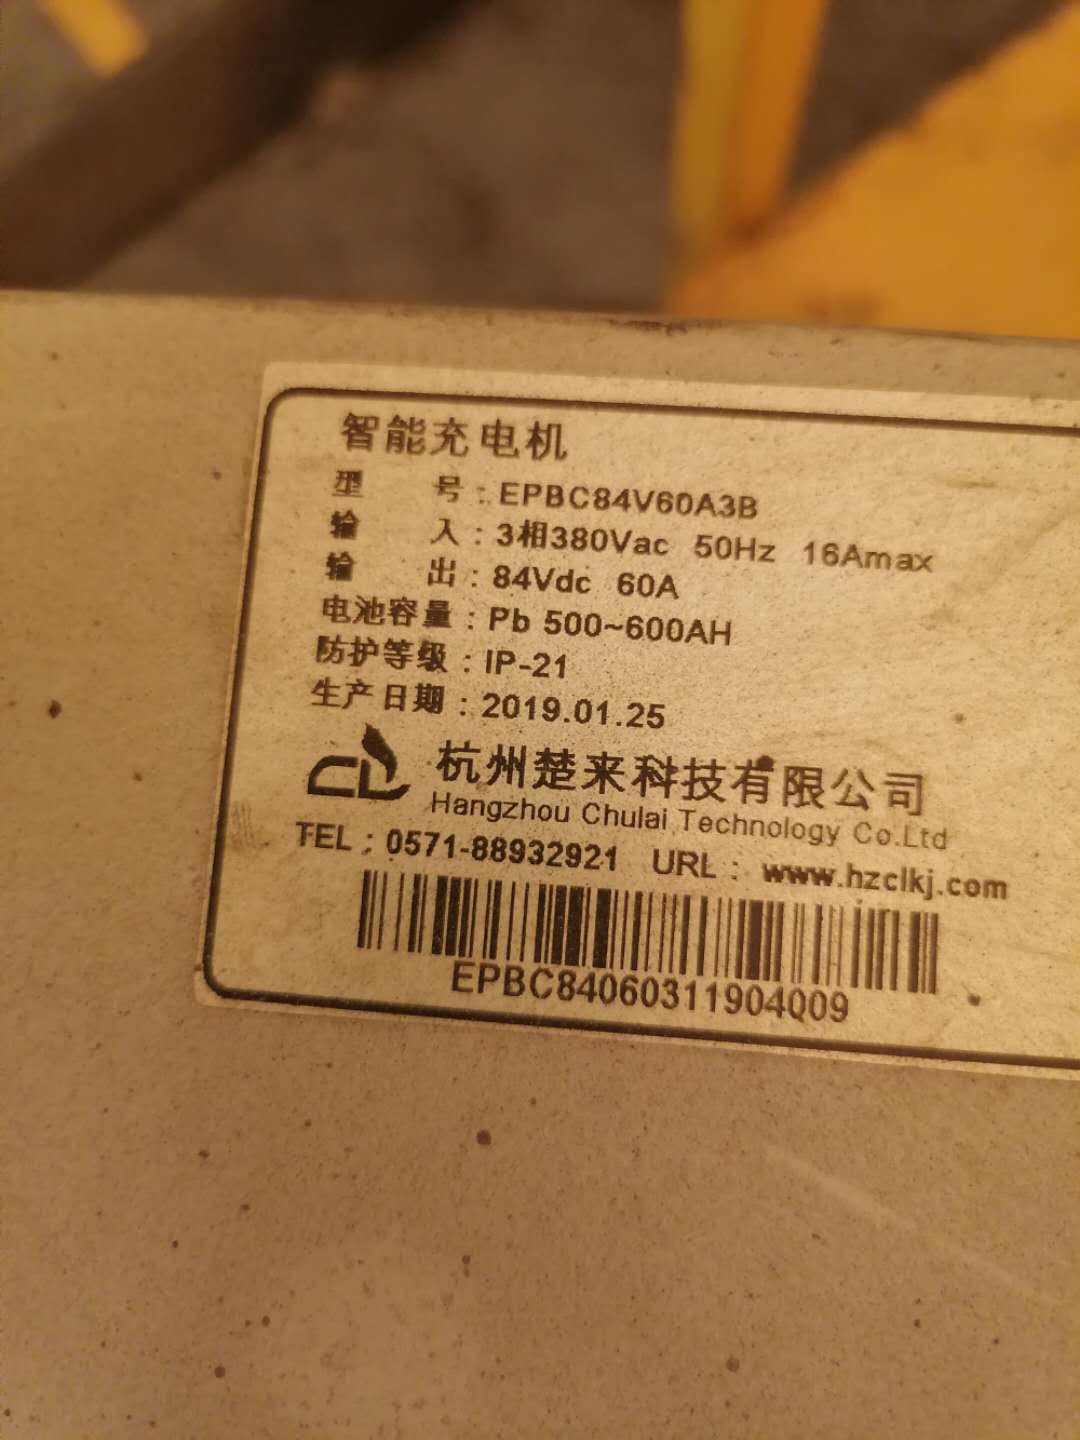 智能充电机
型 号：EPBC84V60A3B
输 入：3相380Vac 50Hz 16Amax
输 出：84Vdc 60A
电池容量：Pb 500~600AH
防护等级：IP-21
生产日期：2019.01.25
CL 杭州楚来科技有限公司
Hangzhou Chulai Technology Co.Ltd
TEL：0571-88932921 URL：www.hzclkj.com
EPBC84060311904009